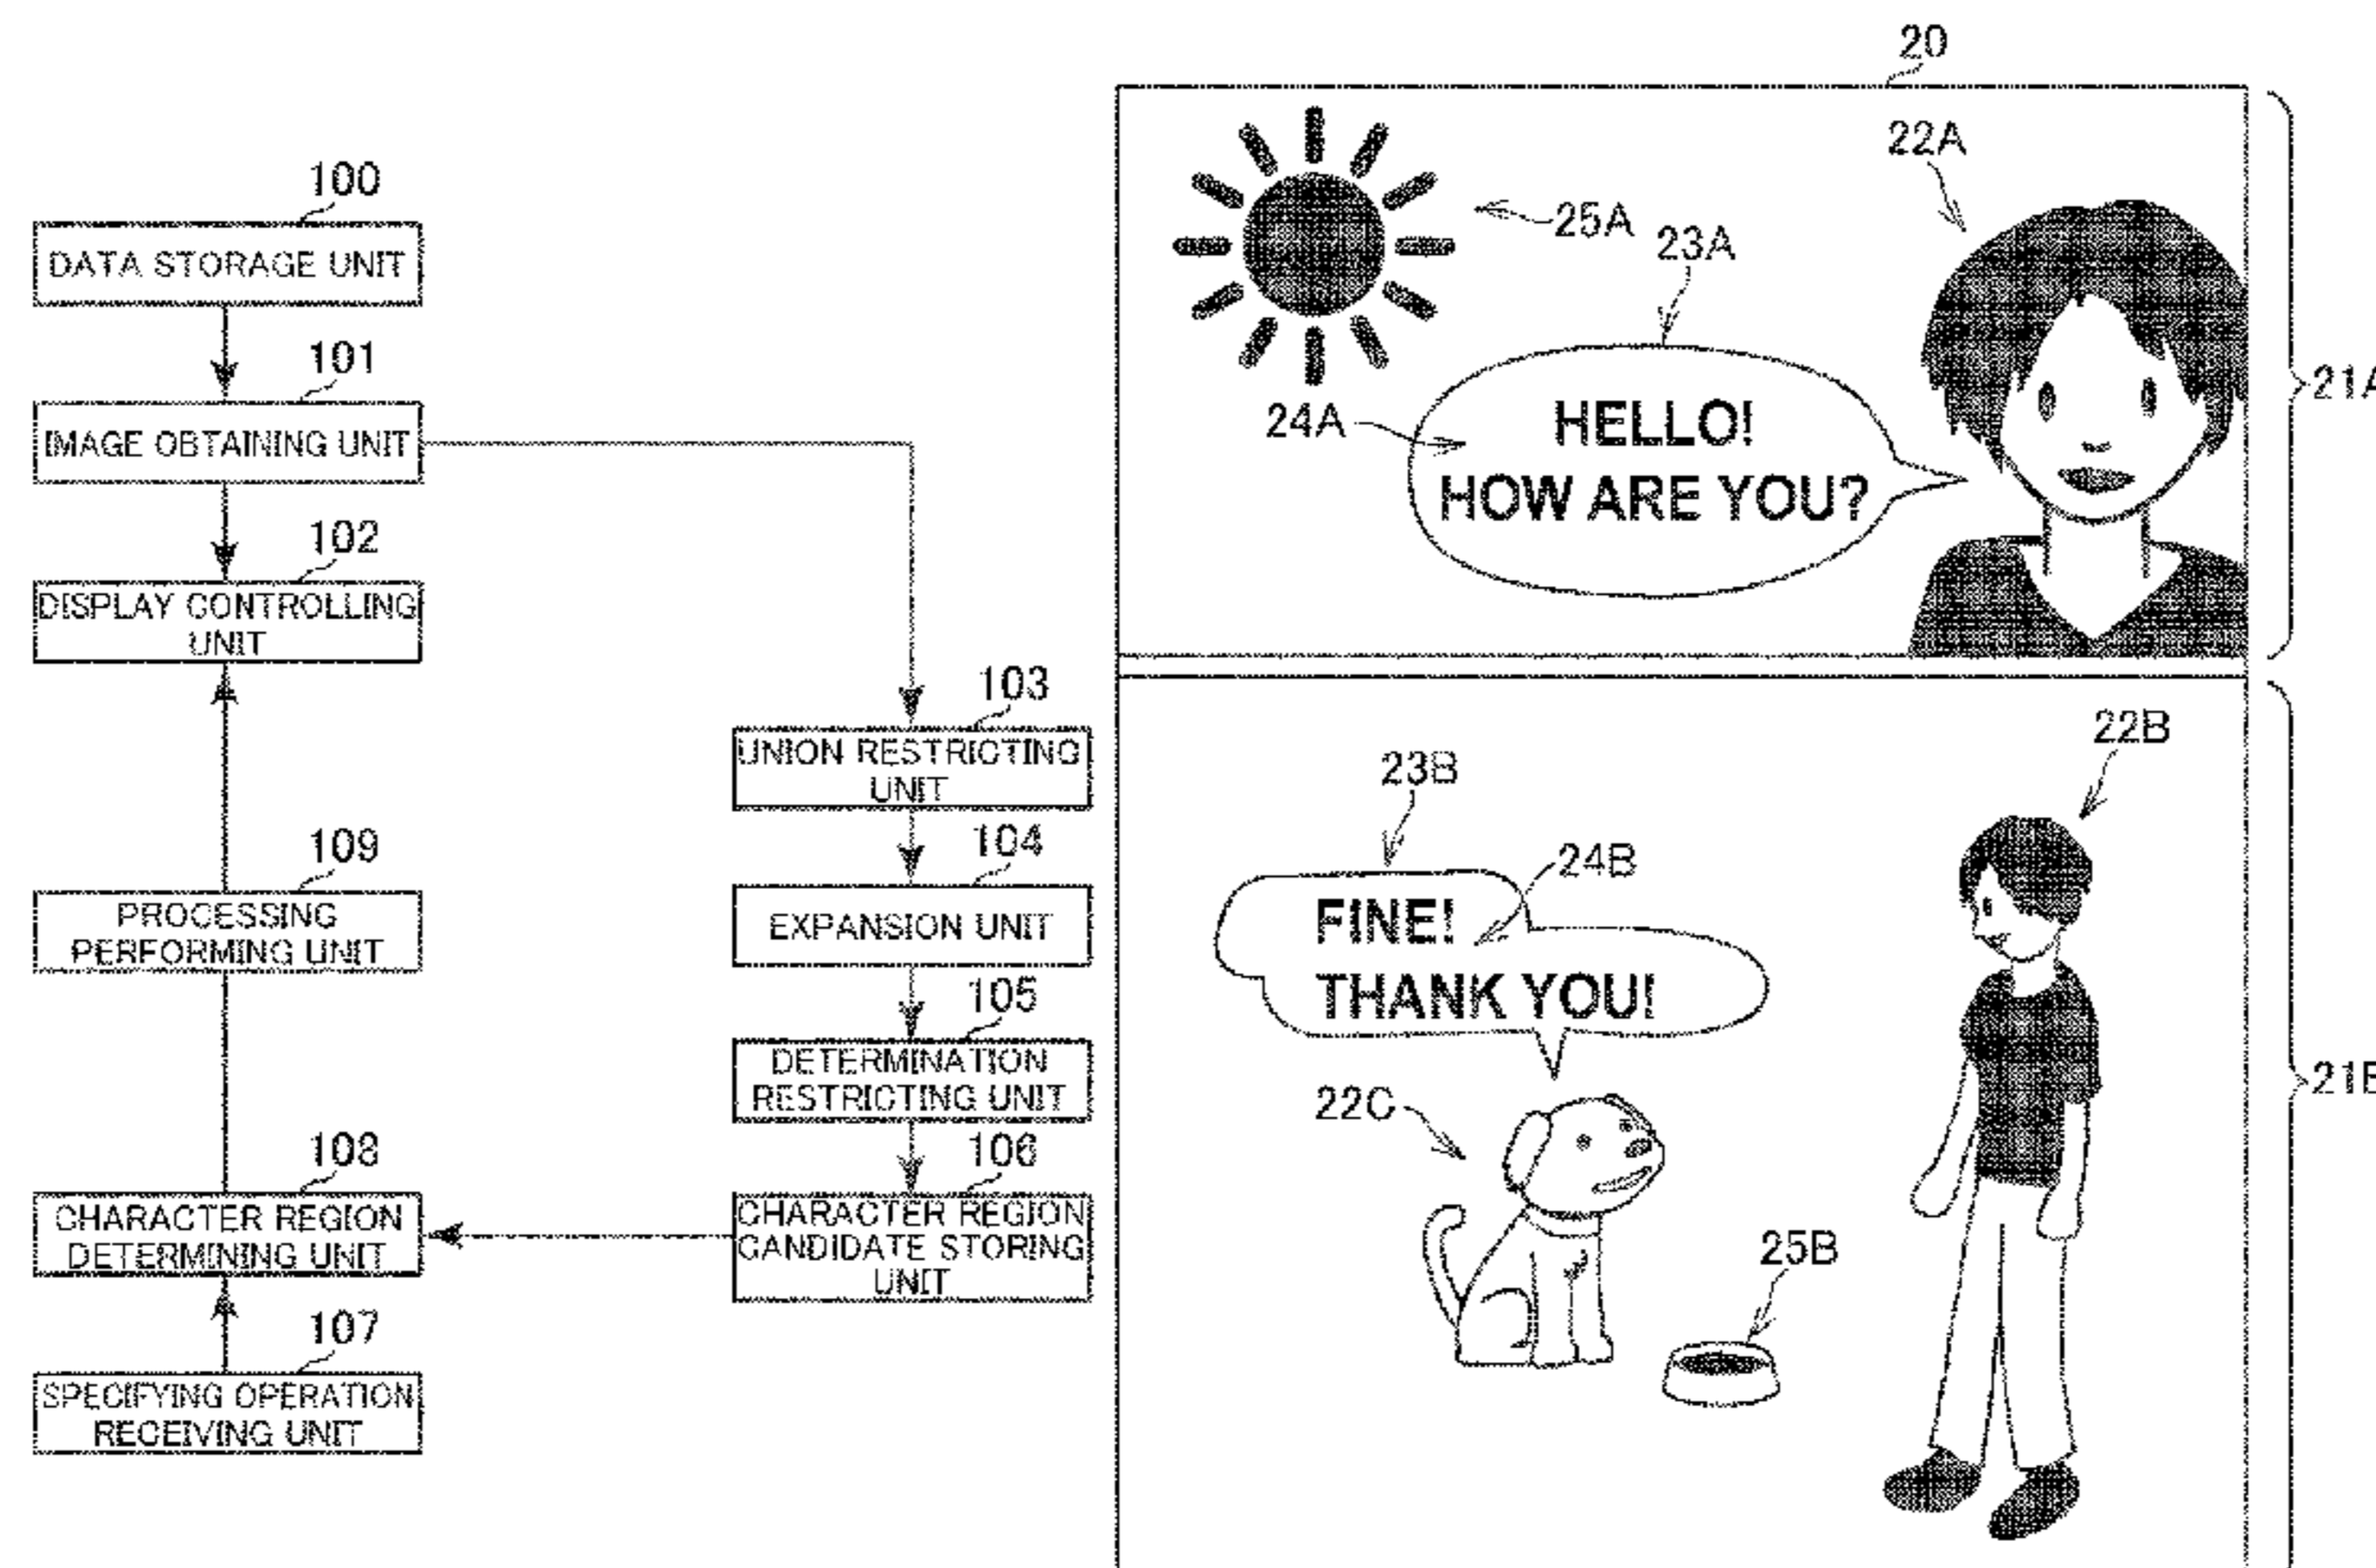 100
DATA STORAGE UNIT
101
IMAGE OBTAINING UNIT
102
DISPLAY CONTROLLING
UNIT
103
UNION RESTRICTING
UNIT
104
EXPANSION UNIT
105
DETERMINATION
RESTRICTING UNIT
106
CHARACTER REGION
CANDIDATE STORING
UNIT
109
PROCESSING
PERFORMING UNIT
108
CHARACTER REGION
DETERMINING UNIT
107
SPECIFYING OPERATION
RECEIVING UNIT
20
22A
25A
23A
21A
24A
HELLO!
HOW ARE YOU?
22B
23B
24B
FINE!
THANK YOU!
22C
21B
25B